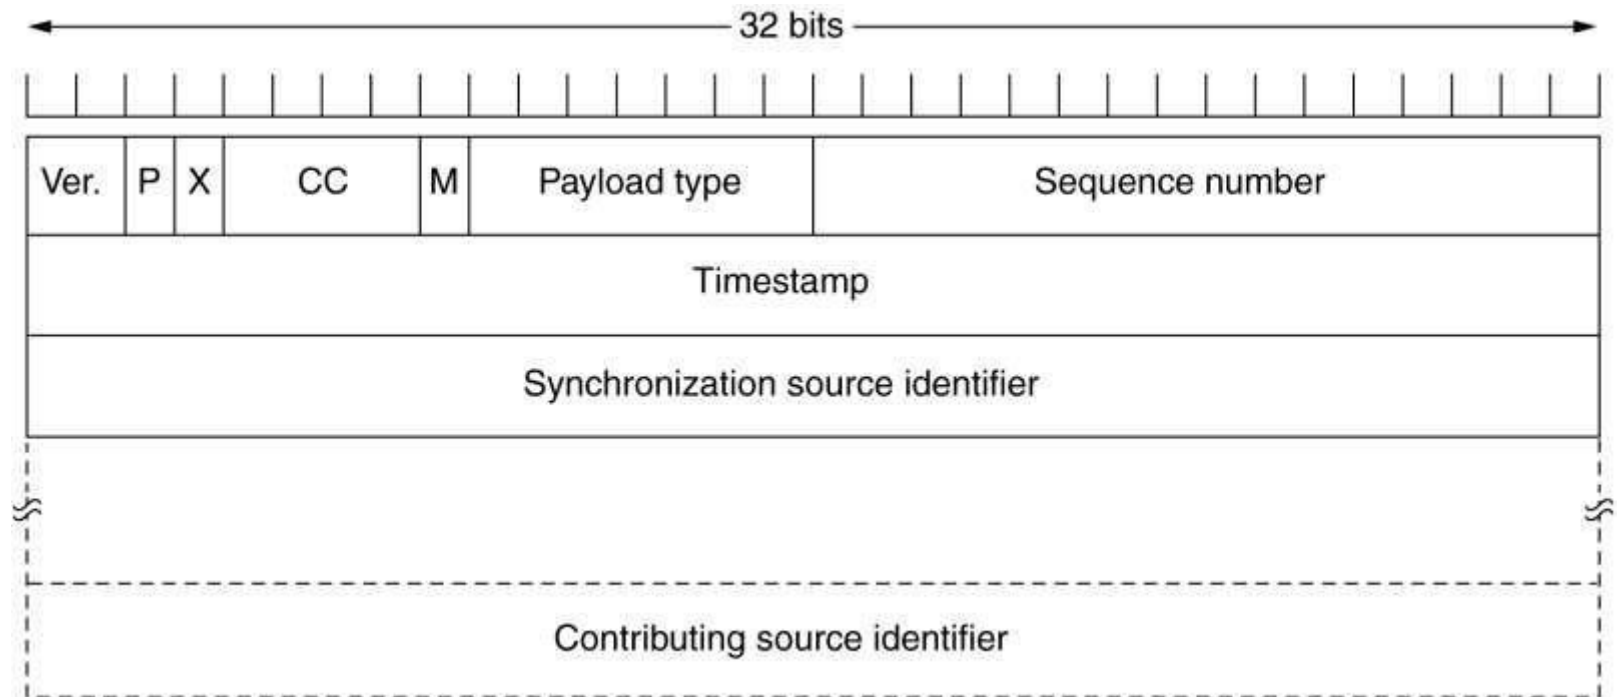 32 bits
Ver. P X CC M Payload type Sequence number
Timestamp
Synchronization source identifier
Contributing source identifier